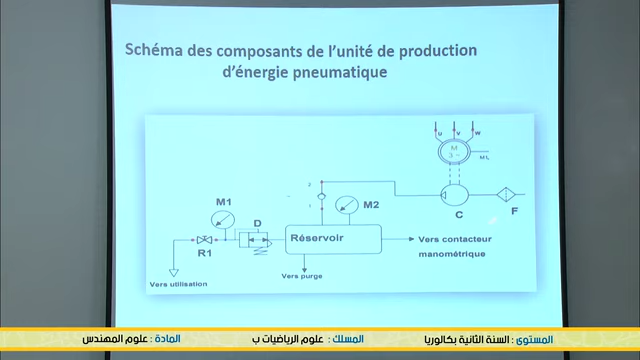 Schéma des composants de l'unité de production
d'énergie pneumatique
U V W
M
3 ~
M1
2
1
M1
D
M2
C
F
R1
Réservoir
Vers contacteur
manométrique
Vers utilisation
Vers purge
المستوى : السنة الثانية بكالوريا
المسلك : علوم الرياضيات ب
المادة : علوم المهندس